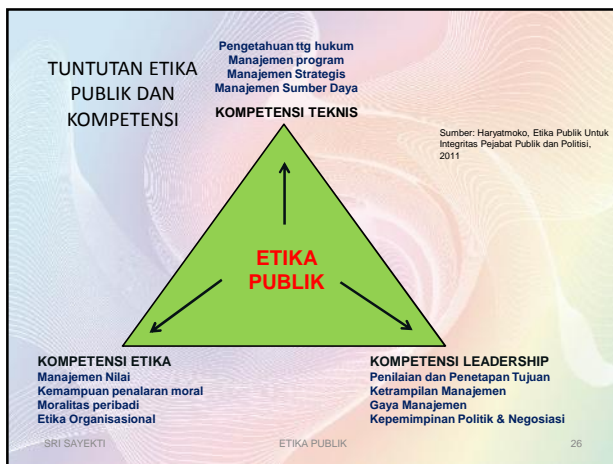 TUNTUTAN ETIKA
PUBLIK DAN
KOMPETENSI
Pengetahuan ttg hukum
Manajemen program
Manajemen Strategis
Manajemen Sumber Daya
KOMPETENSI TEKNIS
Sumber: Haryatmoko, Etika Publik Untuk
Integritas Pejabat Publik dan Politisi,
2011
ETIKA
PUBLIK
KOMPETENSI ETIKA
Manajemen Nilai
Kemampuan penalaran moral
Moralitas peribadi
Etika Organisasional
KOMPETENSI LEADERSHIP
Penilaian dan Penetapan Tujuan
Ketrampilan Manajemen
Gaya Manajemen
Kepemimpinan Politik & Negosiasi
SRI SAYEKTI
ETIKA PUBLIK
26